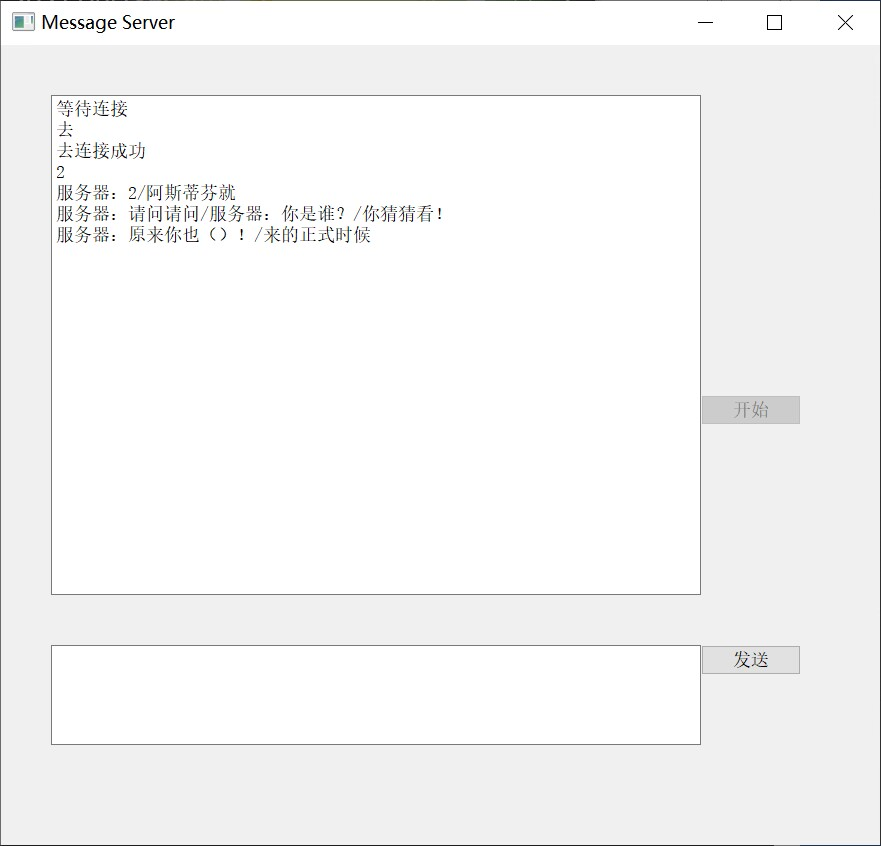 Message Server
等待连接
去
去连接成功
2
服务器：2/阿斯蒂芬就
服务器：请问请问/服务器：你是谁？/你猜猜看！
服务器：原来你也（）！/来的正式时候
开始
发送